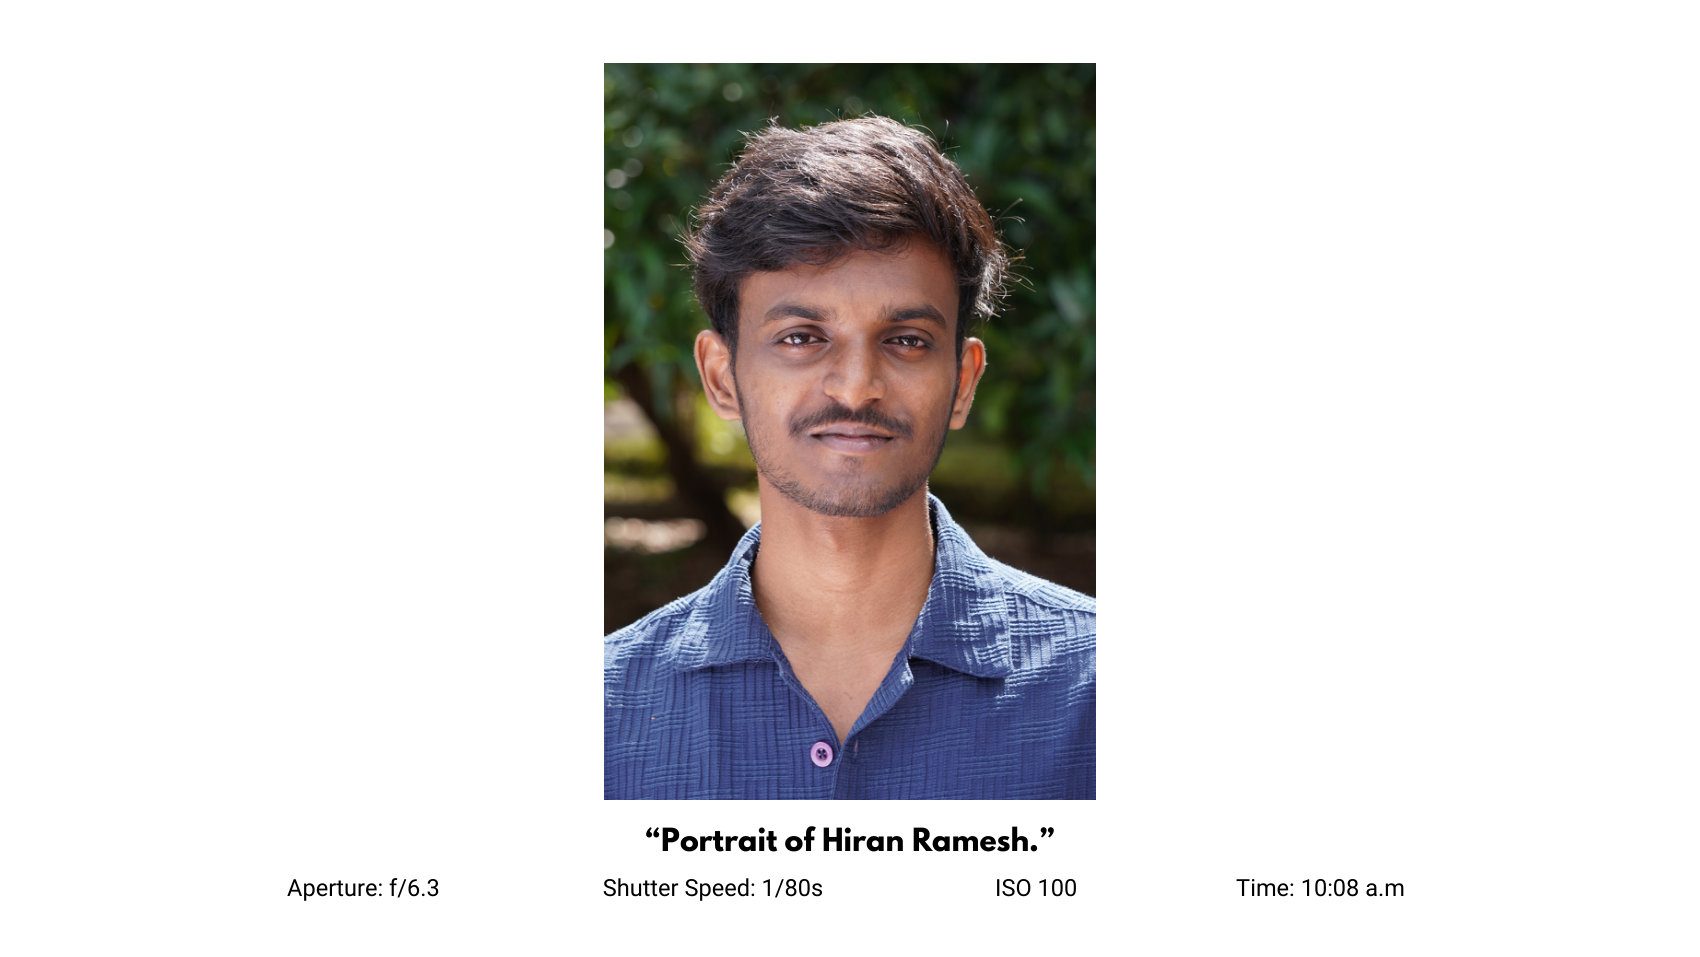 “Portrait of Hiran Ramesh.”
Aperture: f/6.3 Shutter Speed: 1/80s ISO 100 Time: 10:08 a.m